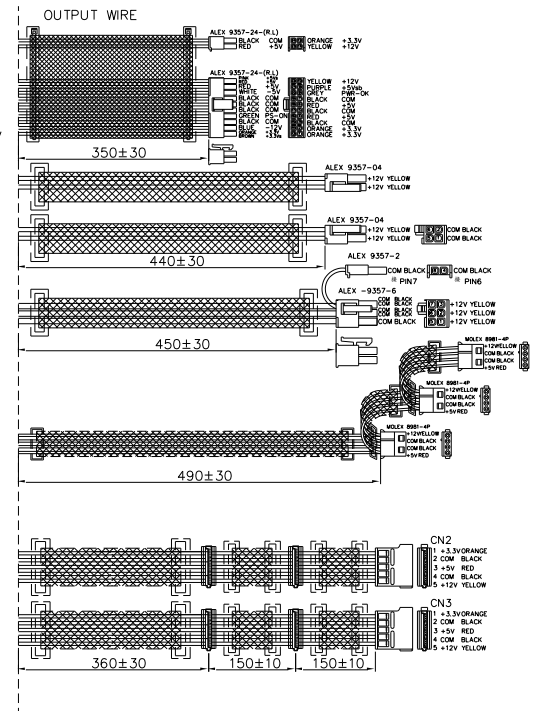 OUTPUT WIRE
ALEX 9357-24-(R.L)
BLACK COM ORANGE +3.3V
RED +5V YELLOW +12V
ALEX 9357-24-(R.L)
YELLOW +12V
RED +5V PURPLE +5Vsb
WHITE -5V GREY PWR-OK
BLACK COM BLACK COM
BLACK COM RED +5V
BLACK COM BLACK COM
GREEN PS-ON RED +5V
BLACK COM BLACK COM
BLUE -12V ORANGE +3.3V
ORANGE +3.3V
350±30
ALEX 9357-04
+12V YELLOW
+12V YELLOW
ALEX 9357-04
+12V YELLOW COM BLACK
+12V YELLOW COM BLACK
440±30
ALEX 9357-2
COM BLACK COM BLACK
接 PIN7 接 PIN6
ALEX -9357-6
COM BLACK
COM BLACK +12V YELLOW
COM BLACK +12V YELLOW
COM BLACK +12V YELLOW
450±30
MOLEX 8981-4P
+12VYELLOW
COM BLACK
COM BLACK
+5V RED
MOLEX 8981-4P
+12VYELLOW
COM BLACK
COM BLACK
+5V RED
MOLEX 8981-4P
+12VYELLOW
COM BLACK
COM BLACK
+5V RED
490±30
CN2
1 +3.3VORANGE
2 COM BLACK
3 +5V RED
4 COM BLACK
5 +12V YELLOW
CN3
1 +3.3VORANGE
2 COM BLACK
3 +5V RED
4 COM BLACK
5 +12V YELLOW
360±30 150±10 150±10